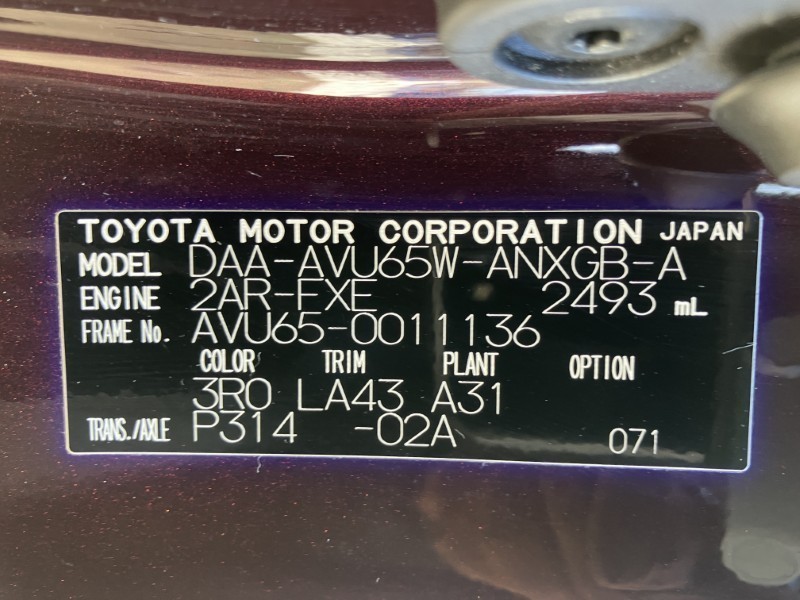 TOYOTA MOTOR CORPORATION JAPAN
MODEL DAA-AVU65W-ANXGB-A
ENGINE 2AR-FXE 2493 mL
FRAME No. AVU65-0011136
COLOR TRIM PLANT OPTION
3R0 LA43 A31
TRANS./AXLE P314 -02A 071